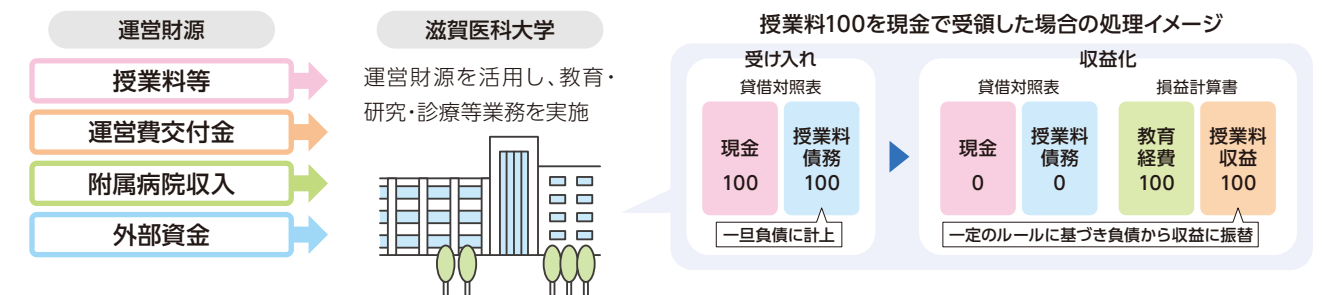 運営財源
授業料等
運営費交付金
附属病院収入
外部資金
滋賀医科大学
運営財源を活用し、教育・
研究・診療等業務を実施
授業料100を現金で受領した場合の処理イメージ
受け入れ
貸借対照表
現金
100
授業料
債務
100
一旦負債に計上
収益化
貸借対照表
損益計算書
現金
0
授業料
債務
0
教育
経費
100
授業料
収益
100
一定のルールに基づき負債から収益に振替